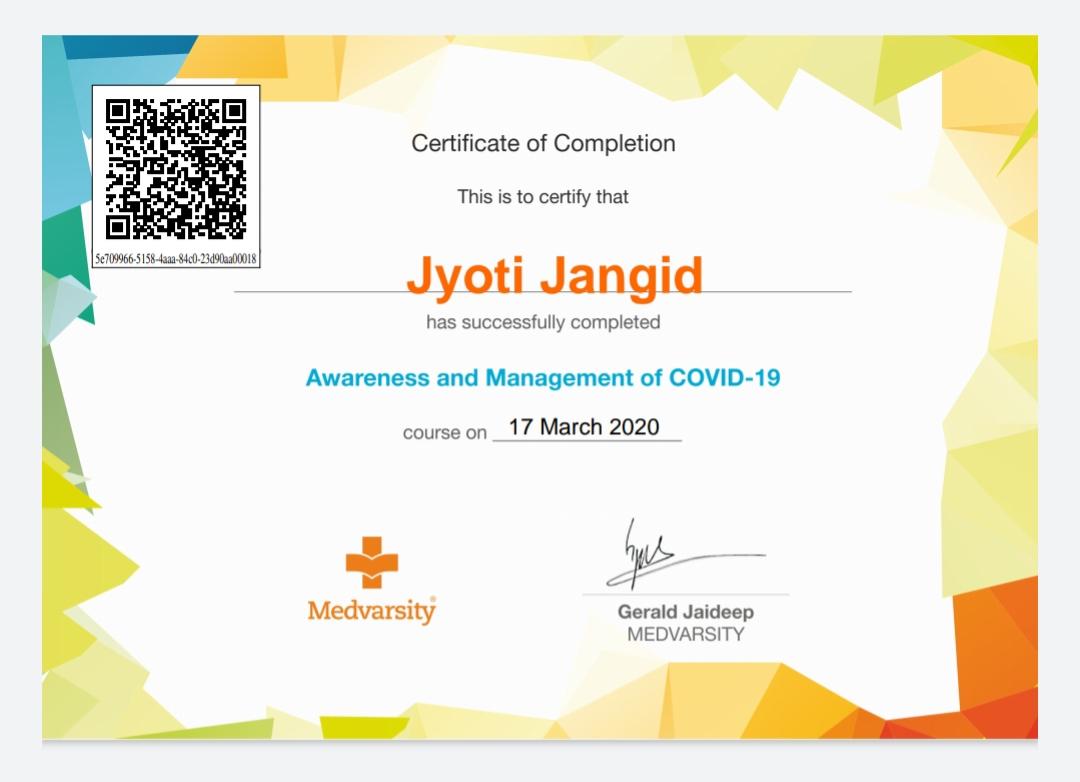 5e709966-5158-4aaa-84c0-23d90aa00018
Certificate of Completion
This is to certify that
Jyoti Jangid
has successfully completed
Awareness and Management of COVID-19
course on 17 March 2020
Medvarsity®
Gerald Jaideep
MEDVARSITY